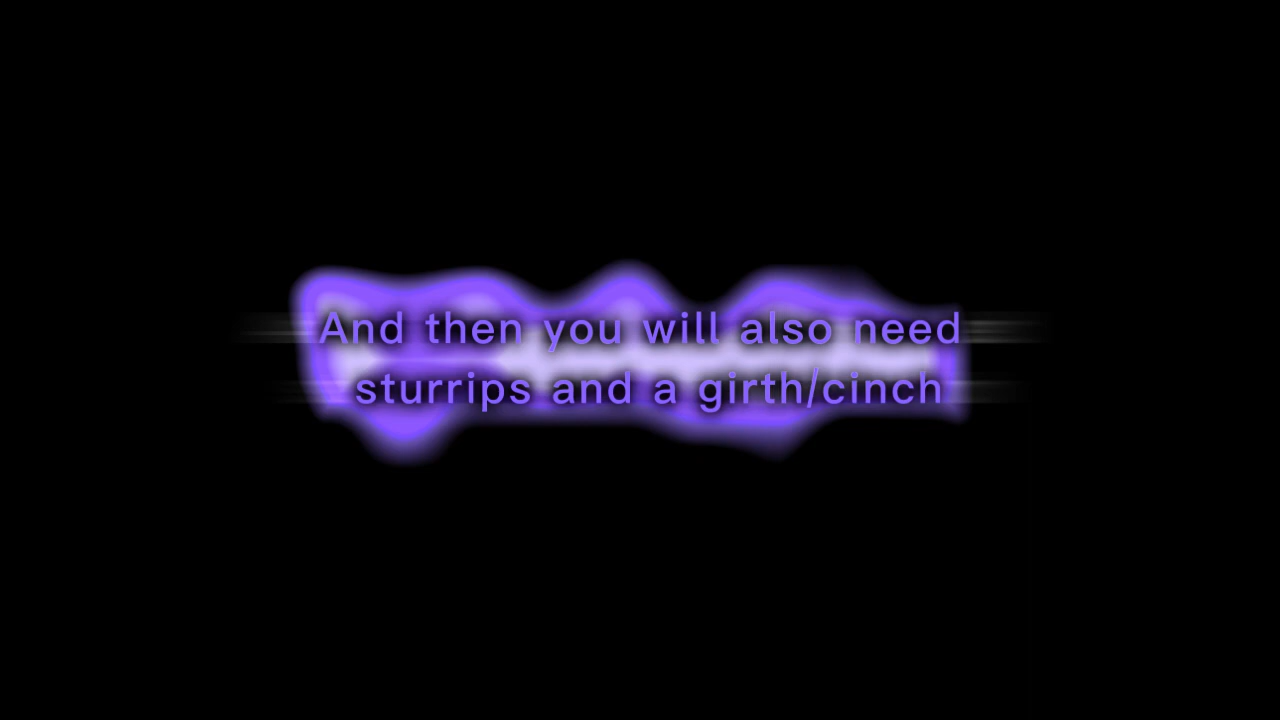 And then you will also need
sturrips and a girth/cinch